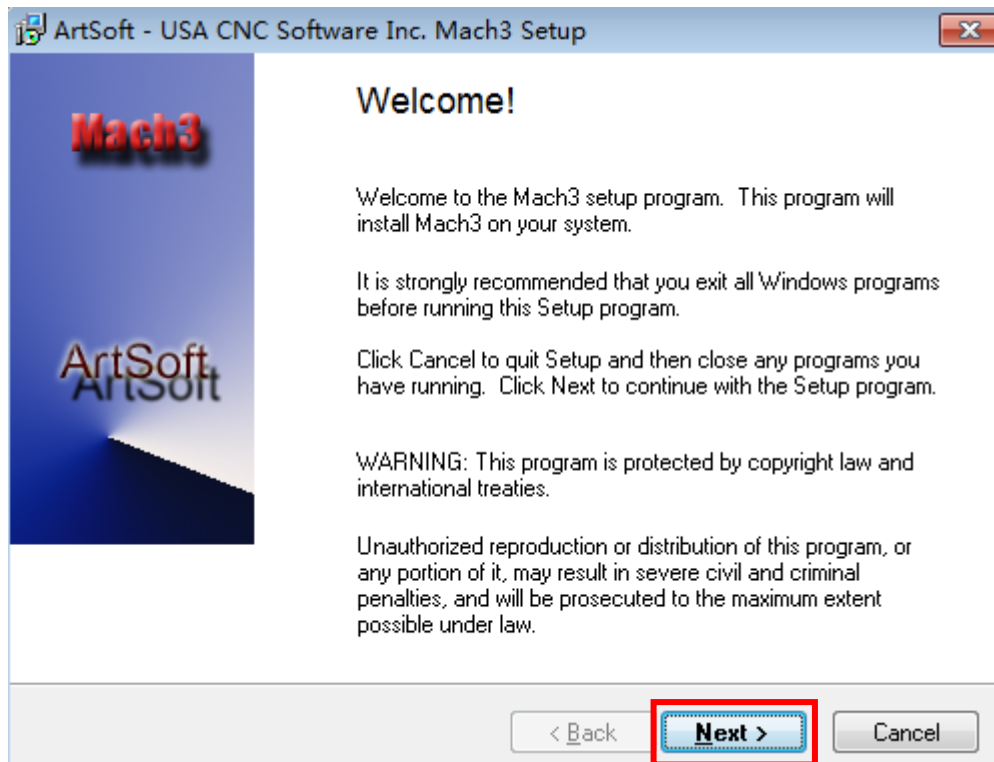 ArtSoft - USA CNC Software Inc. Mach3 Setup
Mach3
ArtSoft
Welcome!
Welcome to the Mach3 setup program. This program will
install Mach3 on your system.
It is strongly recommended that you exit all Windows programs
before running this Setup program.
Click Cancel to quit Setup and then close any programs you
have running. Click Next to continue with the Setup program.
WARNING: This program is protected by copyright law and
international treaties.
Unauthorized reproduction or distribution of this program, or
any portion of it, may result in severe civil and criminal
penalties, and will be prosecuted to the maximum extent
possible under law.
< Back
Next >
Cancel